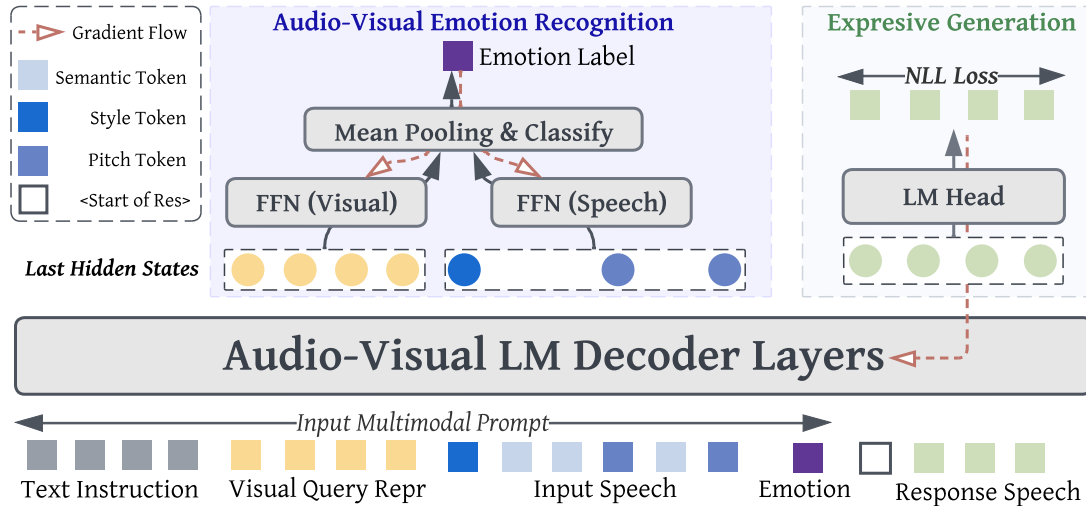 Gradient Flow
Semantic Token
Style Token
Pitch Token
<Start of Res>
Audio-Visual Emotion Recognition
Emotion Label
Mean Pooling & Classify
FFN (Visual)
FFN (Speech)
Expresive Generation
NLL Loss
LM Head
Last Hidden States
Audio-Visual LM Decoder Layers
Input Multimodal Prompt
Text Instruction
Visual Query Repr
Input Speech
Emotion
Response Speech